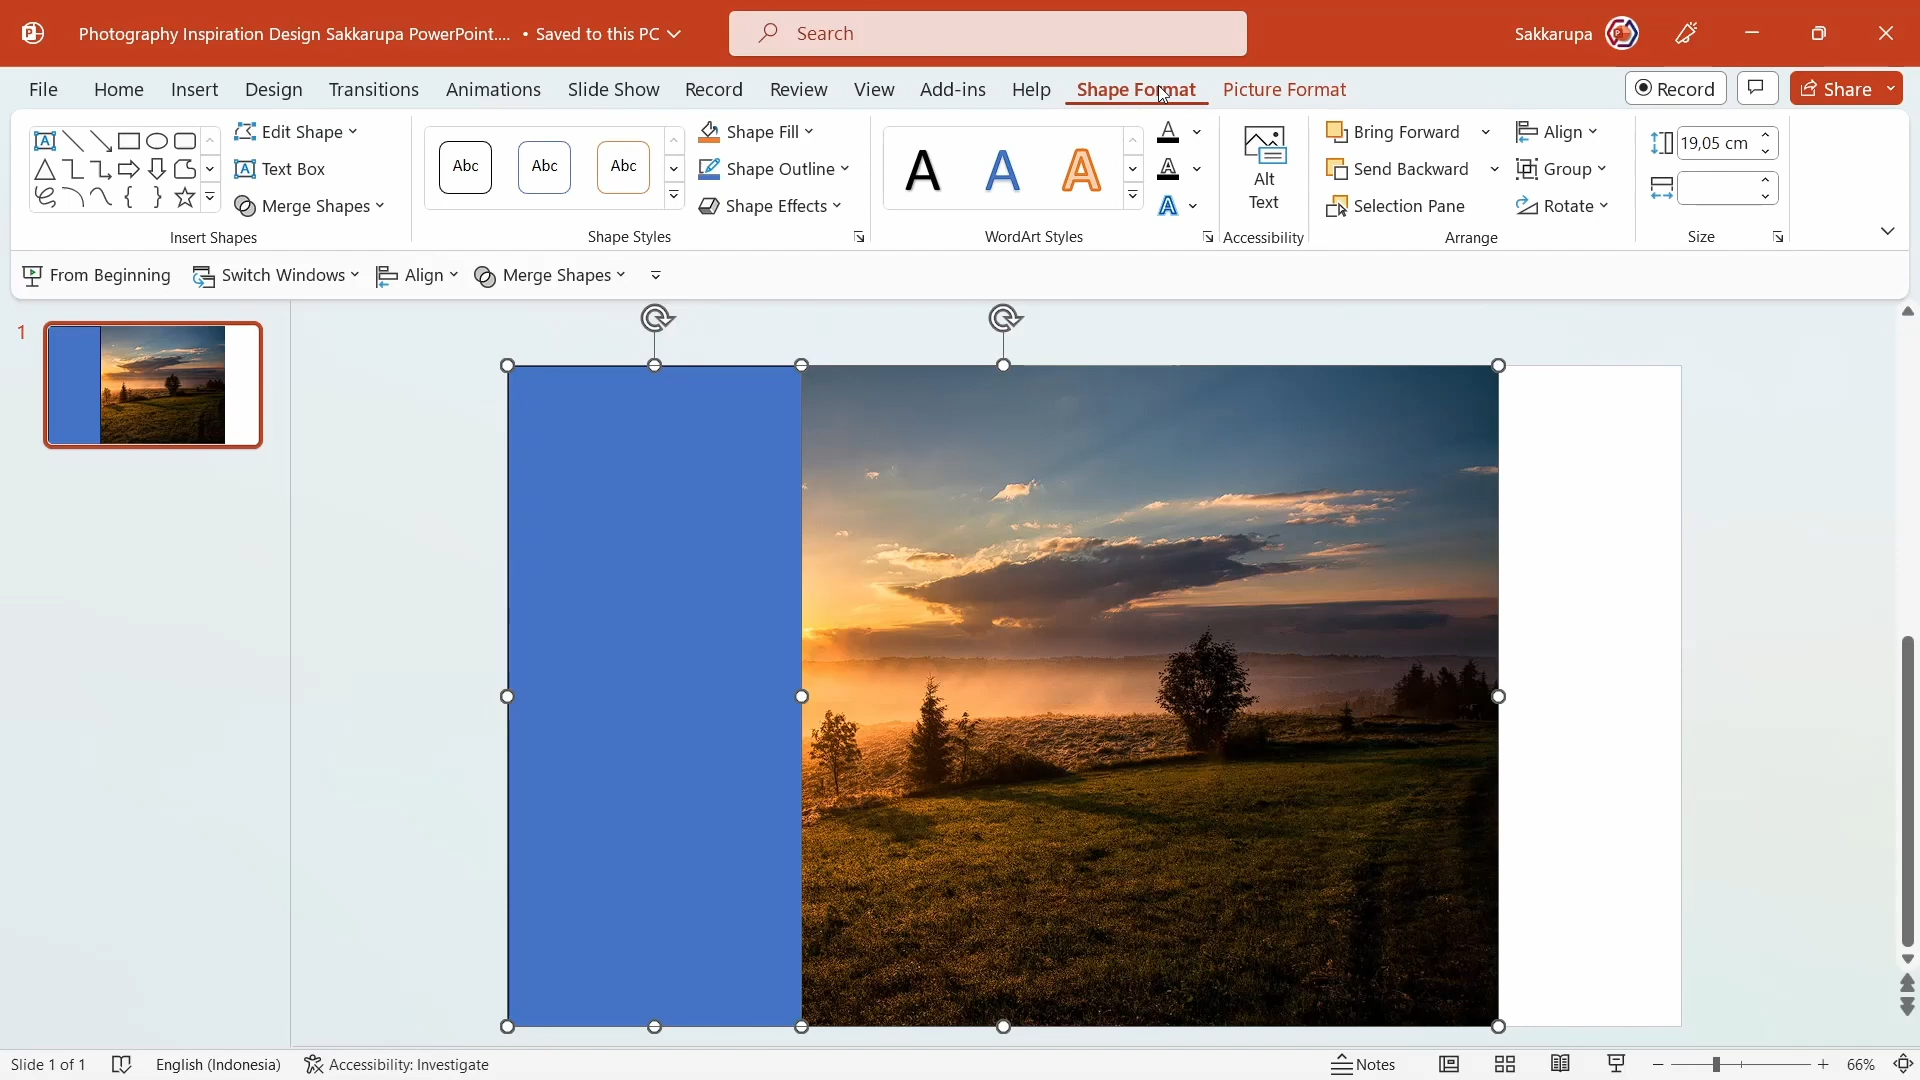 Photography Inspiration Design Sakkarupa PowerPoint.... • Saved to this PC
Search
Sakkarupa
File Home Insert Design Transitions Animations Slide Show Record Review View Add-ins Help Shape Format Picture Format
Record
Share
Edit Shape
Text Box
Merge Shapes
Insert Shapes
Abc Abc Abc
Shape Fill
Shape Outline
Shape Effects
Shape Styles
A A A
A
A
A
WordArt Styles
Alt
Text
Accessibility
Bring Forward
Send Backward
Selection Pane
Align
Group
Rotate
Arrange
19,05 cm
Size
From Beginning Switch Windows Align Merge Shapes
1
Slide 1 of 1 English (Indonesia) Accessibility: Investigate Notes 66%